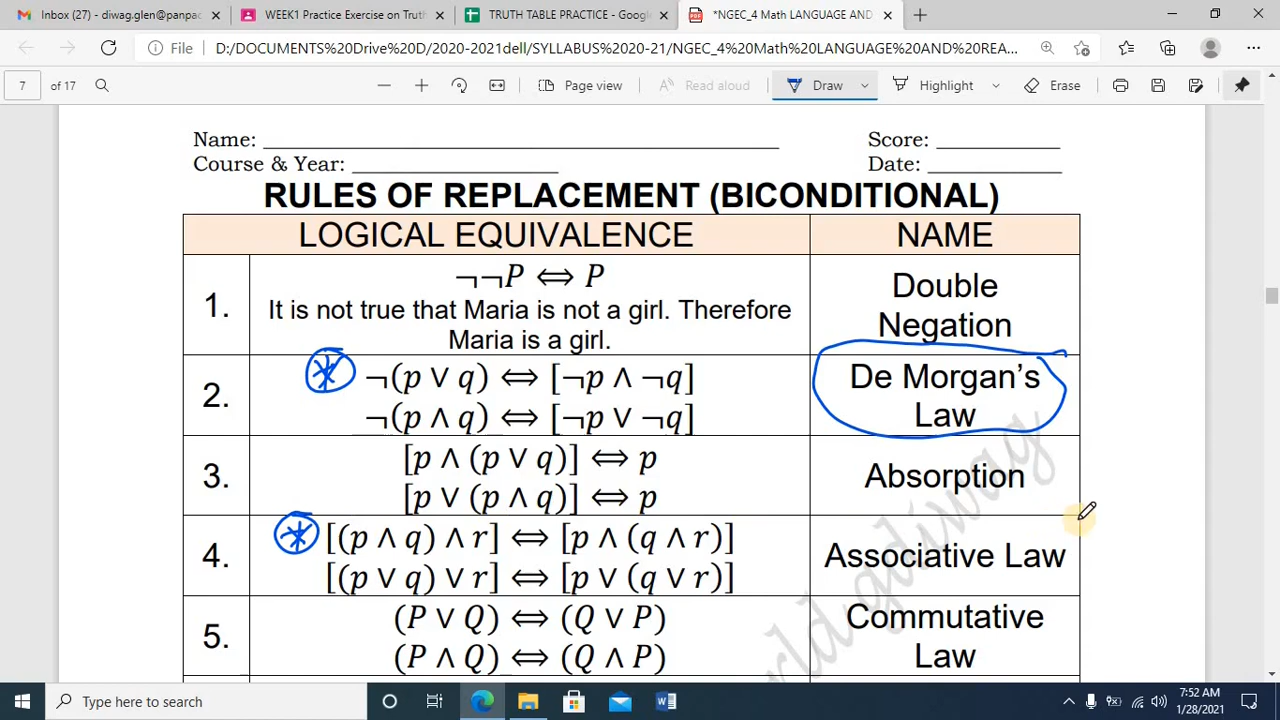 Inbox (27) - diwag.glen@panpac
WEEK1 Practice Exercise on Truth
TRUTH TABLE PRACTICE - Google
*NGEC_4 Math LANGUAGE AND
File
D:/DOCUMENTS%20Drive%20D/2020-2021dell/SYLLABUS%2020-21/NGEC_4%20Math%20LANGUAGE%20AND%20REA...
7 of 17
Page view
Read aloud
Draw
Highlight
Erase
Name: ____________________ Score: __________
Course & Year: ____________________ Date: __________
RULES OF REPLACEMENT (BICONDITIONAL)
LOGICAL EQUIVALENCE NAME
1. ¬¬P ⟺ P
It is not true that Maria is not a girl. Therefore
Maria is a girl.
Double
Negation
2. ¬(p ∨ q) ⟺ [¬p ∧ ¬q]
¬(p ∧ q) ⟺ [¬p ∨ ¬q]
De Morgan's
Law
3. [p ∧ (p ∨ q)] ⟺ p
[p ∨ (p ∧ q)] ⟺ p
Absorption
4. [(p ∧ q) ∧ r] ⟺ [p ∧ (q ∧ r)]
[(p ∨ q) ∨ r] ⟺ [p ∨ (q ∨ r)]
Associative Law
5. (P ∨ Q) ⟺ (Q ∨ P)
(P ∧ Q) ⟺ (Q ∧ P)
Commutative
Law
Type here to search
7:52 AM
1/28/2021